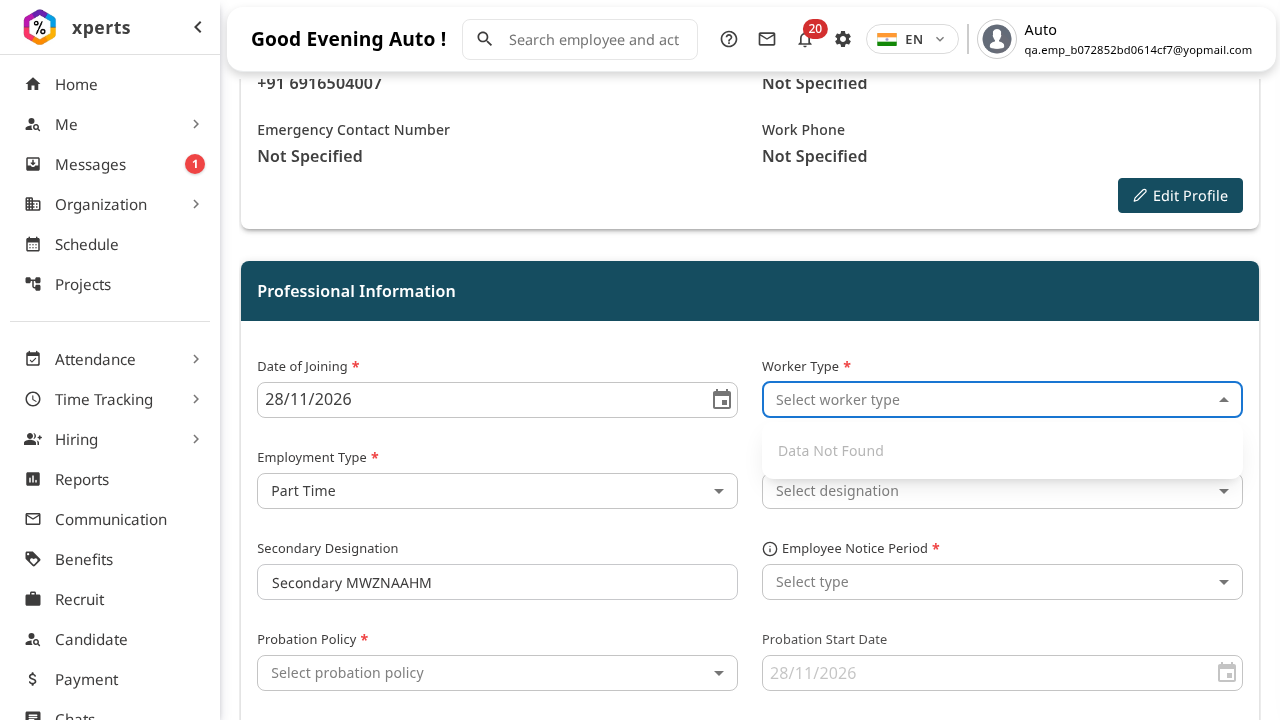 xperts
Good Evening Auto !
Search employee and act
20
EN
Auto
qa.emp_b072852bd0614cf7@yopmail.com
Home
Me
Messages
1
Organization
Schedule
Projects
Attendance
Time Tracking
Hiring
Reports
Communication
Benefits
Recruit
Candidate
Payment
Chats
+91 6916504007
Not Specified
Emergency Contact Number
Work Phone
Not Specified
Not Specified
Edit Profile
Professional Information
Date of Joining *
Worker Type *
28/11/2026
Select worker type
Data Not Found
Employment Type *
Part Time
Select designation
Secondary Designation
Employee Notice Period *
Secondary MWZNAAHM
Select type
Probation Policy *
Probation Start Date
Select probation policy
28/11/2026